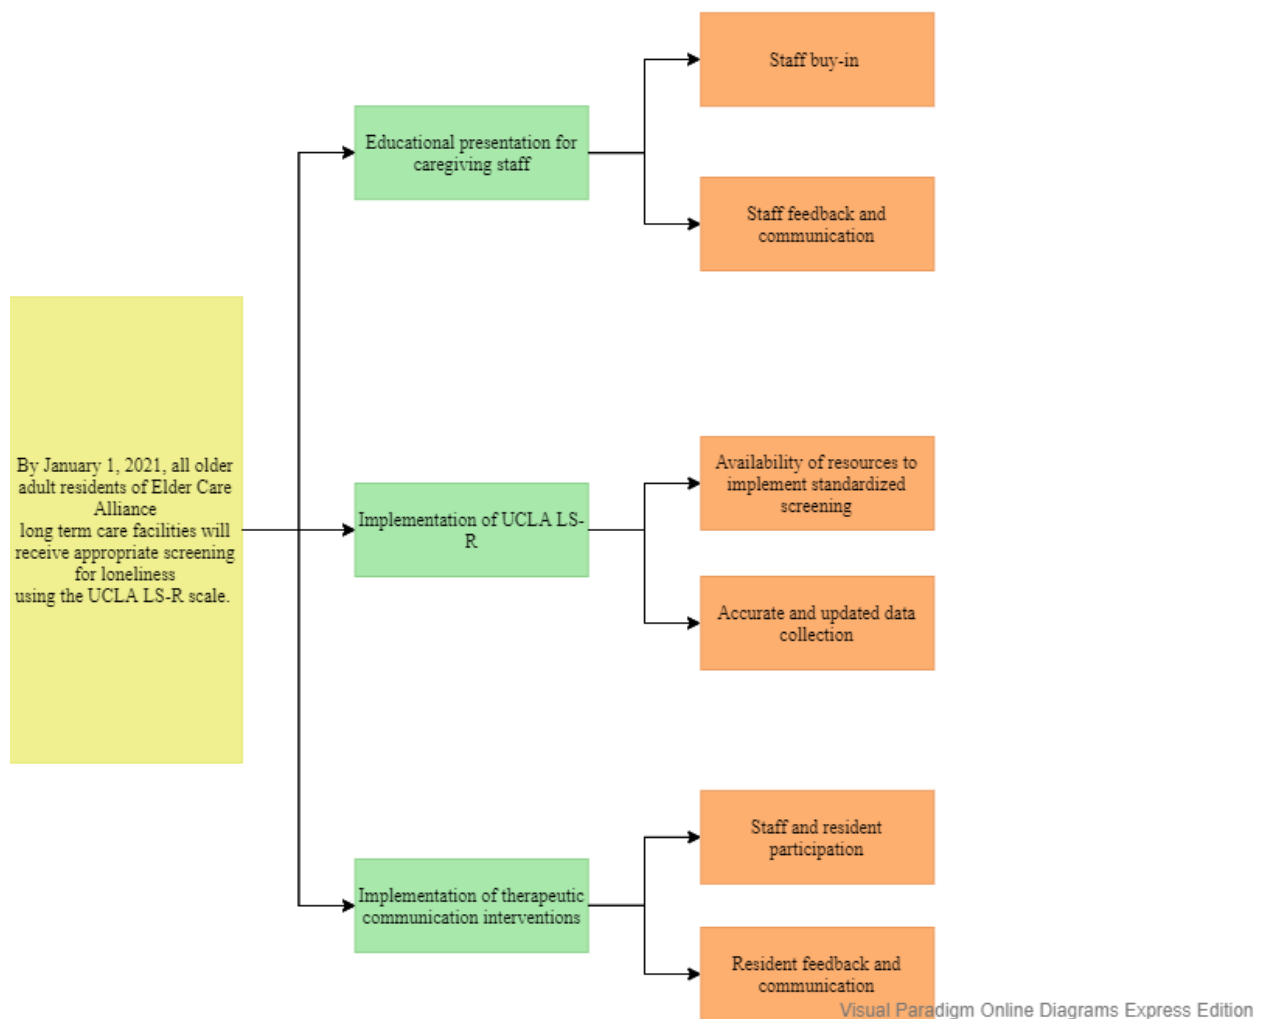 Staff buy-in
Educational presentation for
caregiving staff
Staff feedback and
communication
By January 1, 2021, all older
adult residents of Elder Care
Alliance
long term care facilities will
receive appropriate screening
for loneliness
using the UCLA LS-R scale.
Implementation of UCLA LS-
R
Availability of resources to
implement standardized
screening
Accurate and updated data
collection
Implementation of therapeutic
communication interventions
Staff and resident
participation
Resident feedback and
communication
Visual Paradigm Online Diagrams Express Edition